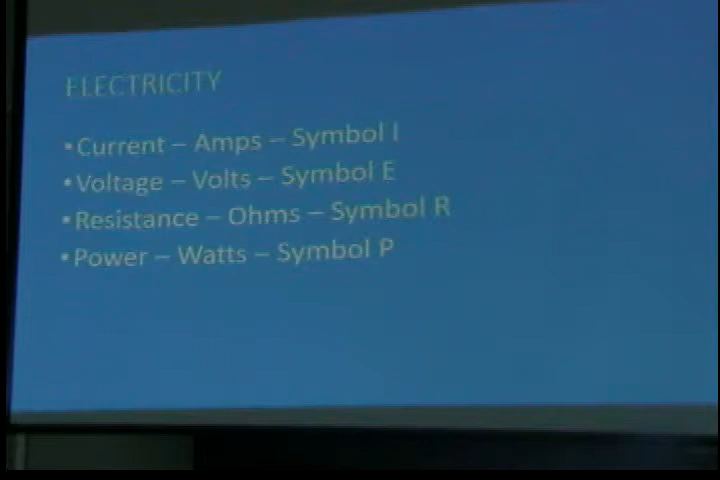 ELECTRICITY
•Current – Amps – Symbol I
•Voltage – Volts – Symbol E
•Resistance – Ohms – Symbol R
•Power – Watts – Symbol P